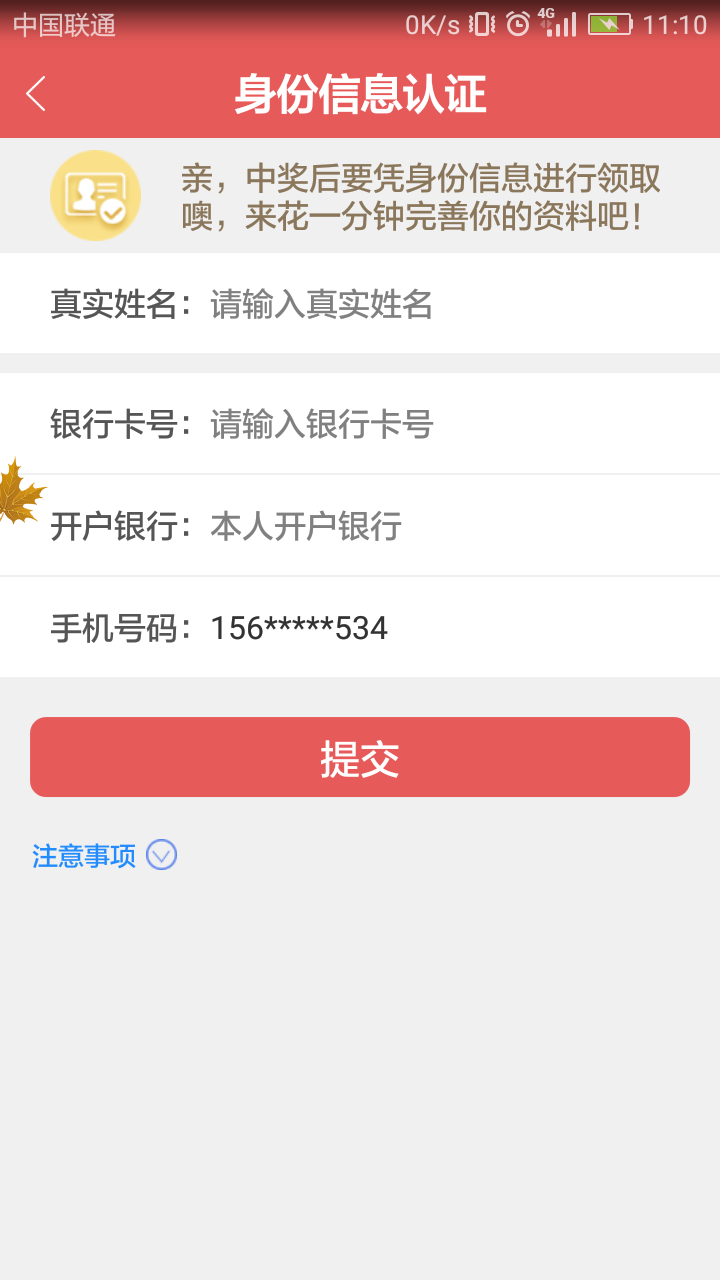 中国联通 0K/s 4G 11:10
身份信息认证
亲，中奖后要凭身份信息进行领取
噢，来花一分钟完善你的资料吧！
真实姓名：请输入真实姓名
银行卡号：请输入银行卡号
开户银行：本人开户银行
手机号码：156*****534
提交
注意事项